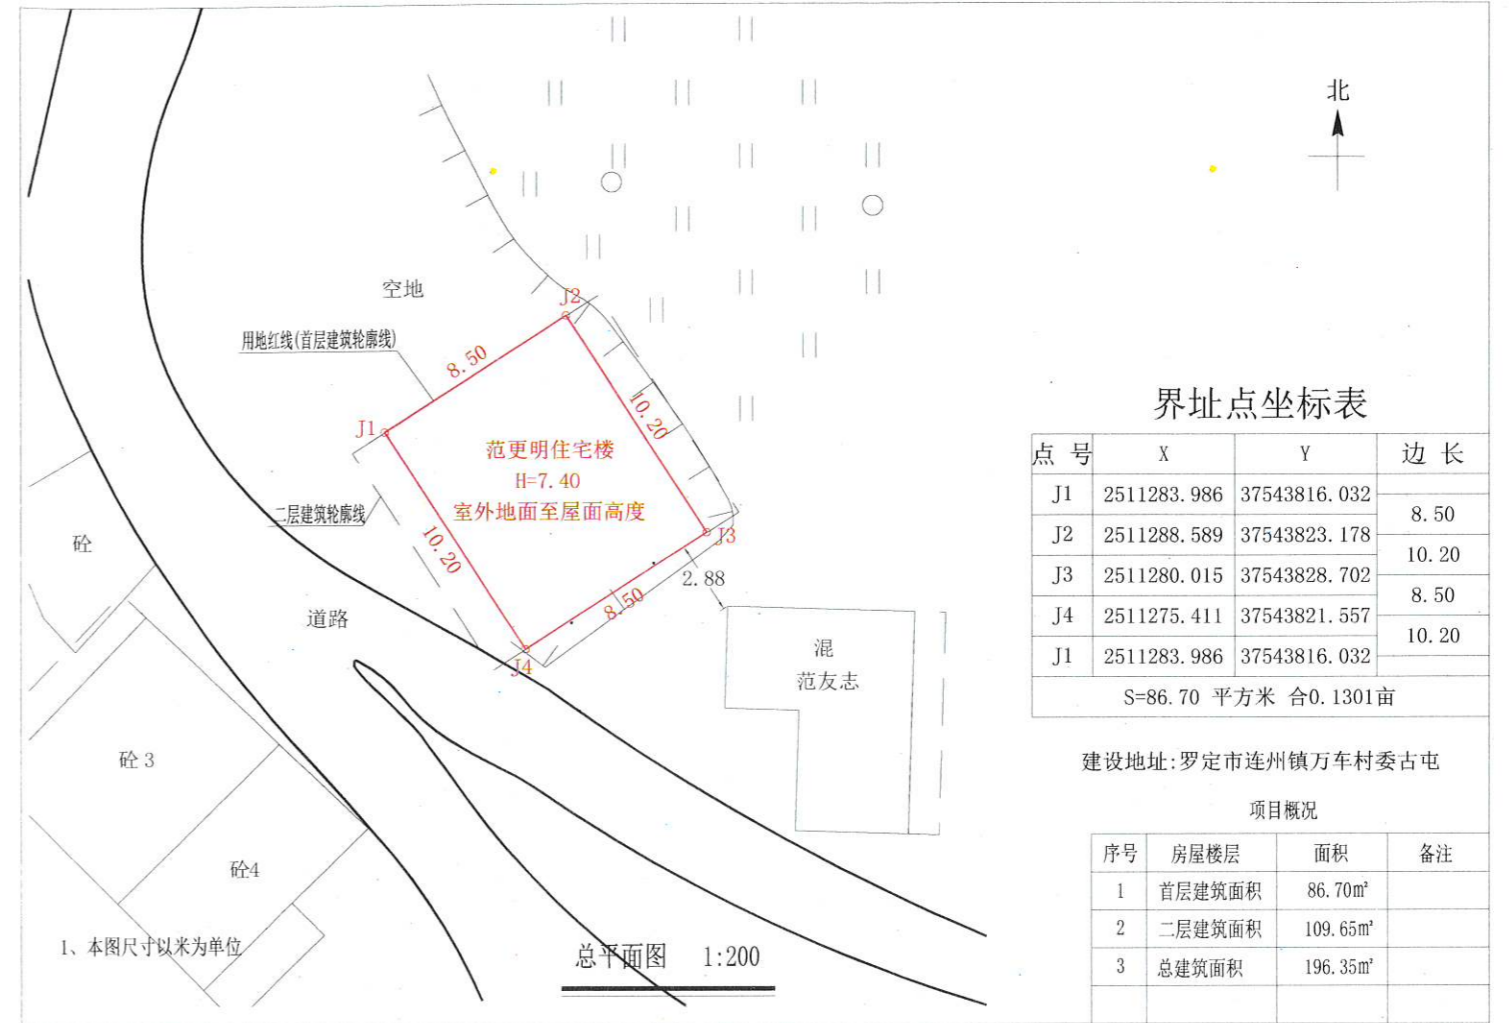 北
空地
J2
用地红线(首层建筑轮廓线)
8.50
J1
10.20
范更明住宅楼
H=7.40
室外地面至屋面高度
二层建筑轮廓线
10.20
J3
2.88
8.50
J4
砼
道路
混
范友志
砼3
砼4
1、本图尺寸以米为单位
总平面图 1:200
界址点坐标表
点 号 X Y 边 长
J1 2511283.986 37543816.032
8.50
J2 2511288.589 37543823.178
10.20
J3 2511280.015 37543828.702
8.50
J4 2511275.411 37543821.557
10.20
J1 2511283.986 37543816.032
S=86.70 平方米 合0.1301亩
建设地址:罗定市连州镇万车村委古屯
项目概况
序号 房屋楼层 面积 备注
1 首层建筑面积 86.70m²
2 二层建筑面积 109.65m²
3 总建筑面积 196.35m²